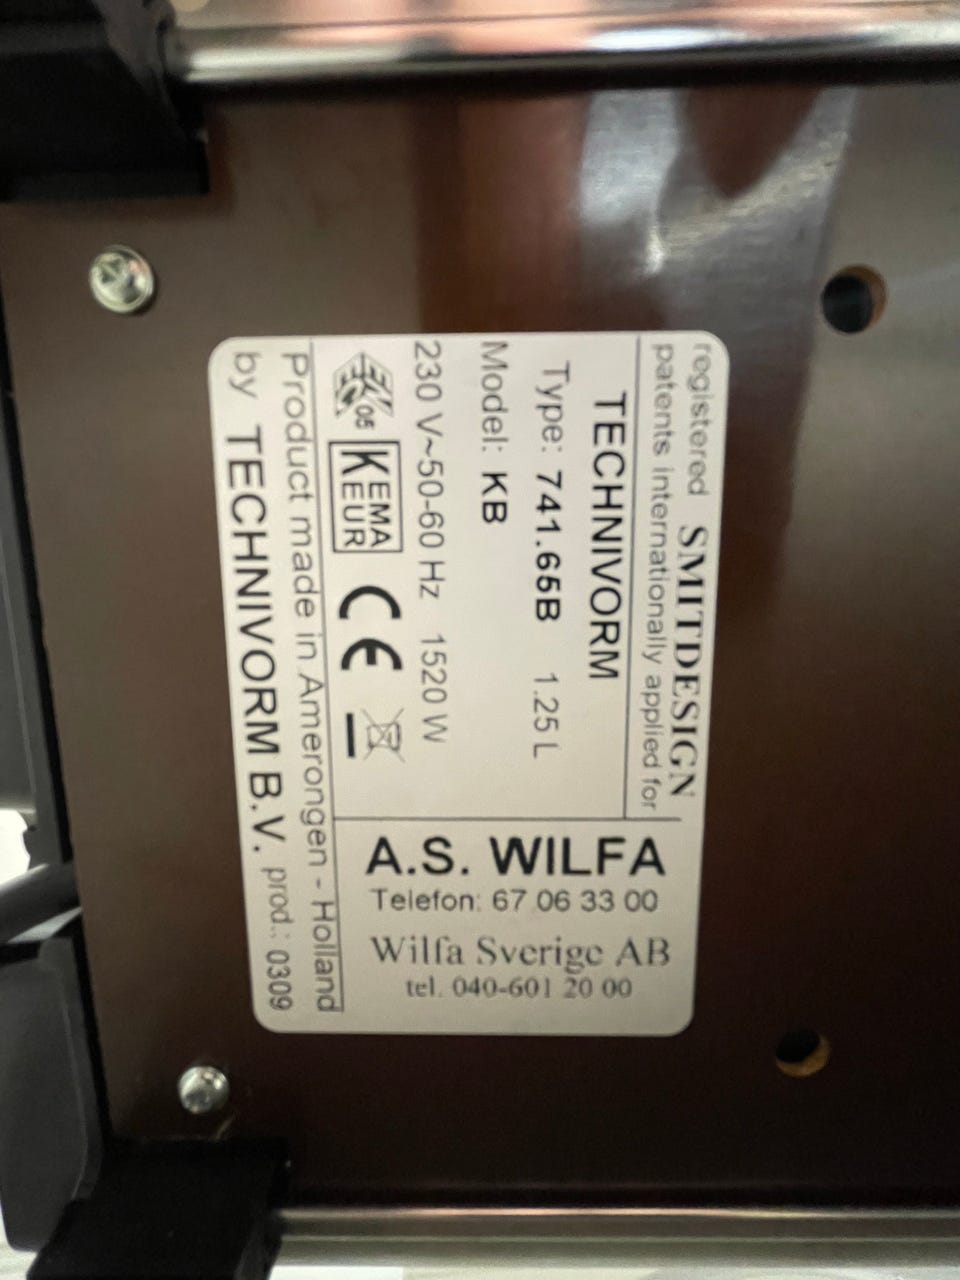 registered SMITDESIGN
patents internationally applied for
TECHNIVORM
Type: 741.65B 1.25 L
Model: KB
230 V~50-60 Hz 1520 W
05 KEMA KEUR CE
Product made in Amerongen - Holland
by TECHNIVORM B.V. prod.: 0309
A.S. WILFA
Telefon: 67 06 33 00
Wilfa Sverige AB
tel. 040-601 20 00